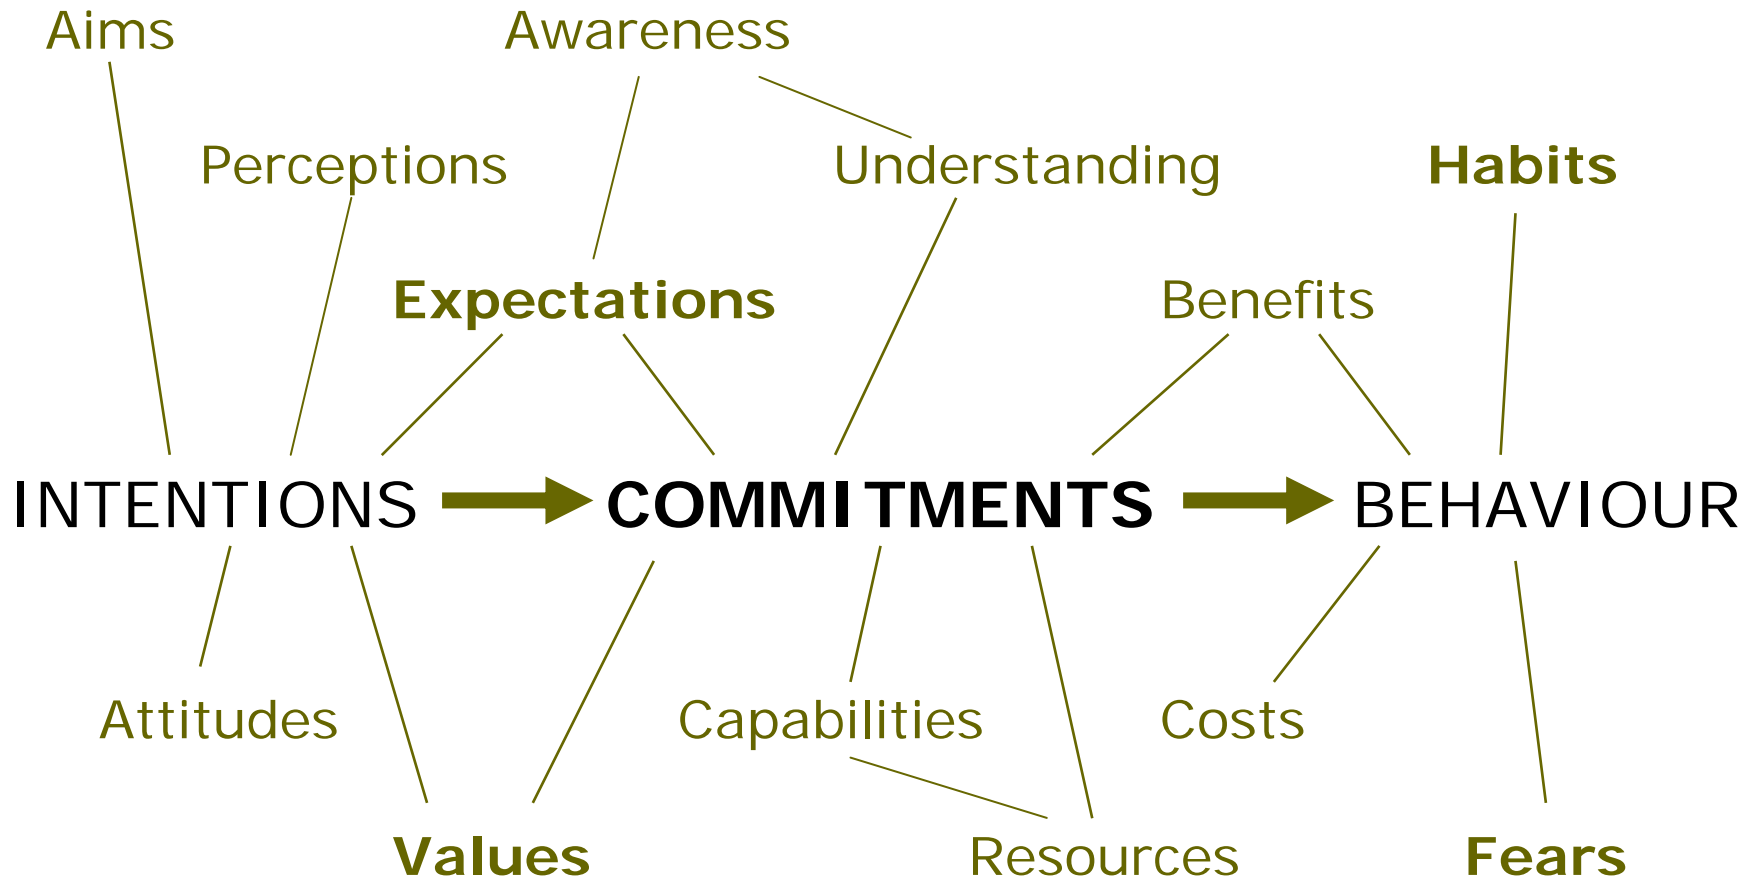 Aims Awareness
Perceptions Understanding Habits
Expectations Benefits
INTENTIONS COMMITMENTS BEHAVIOUR
Attitudes Capabilities Costs
Values Resources Fears